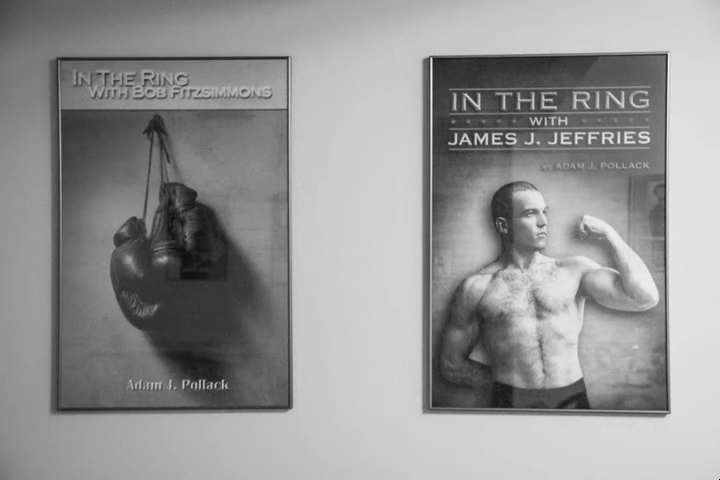 IN THE RING
WITH BOB FITZSIMMONS
Adam J. Pollack
IN THE RING
WITH
JAMES J. JEFFRIES
BY ADAM J. POLLACK